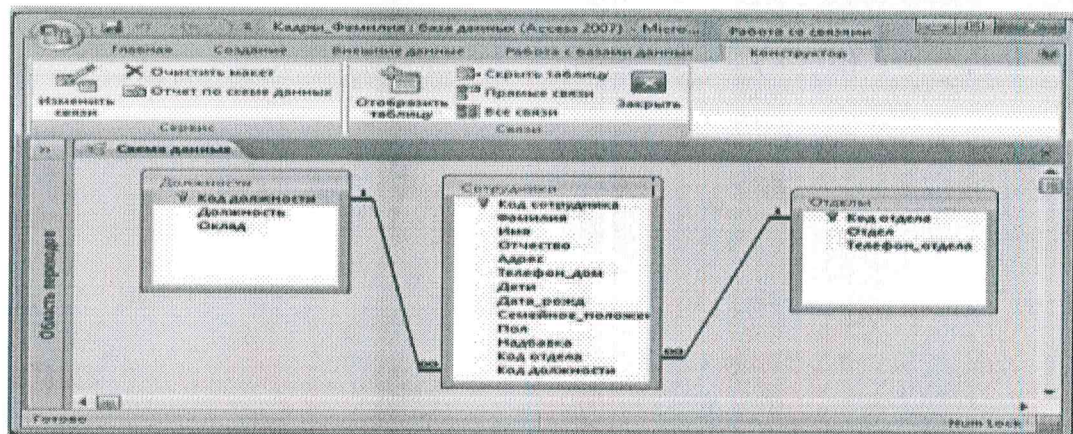 Кадры_Фамилия : база данных (Access 2007) - Micro... Работа со связями
Главная Создание Внешние данные Работа с базами данных Конструктор
Изменить связи
Очистить макет
Отчет по схеме данных
Сервис
Отобразить таблицу
Скрыть таблицу
Прямые связи
Все связи
Закрыть
Связи
»
Схема данных
Область переходов
Должности
Код должности
Должность
Оклад
1
∞
Сотрудники
Код сотрудника
Фамилия
Имя
Отчество
Адрес
Телефон_дом
Дети
Дата_рожд
Семейное_положен
Пол
Надбавка
Код отдела
Код должности
1
∞
Отделы
Код отдела
Отдел
Телефон_отдела
Готово
Num Lock